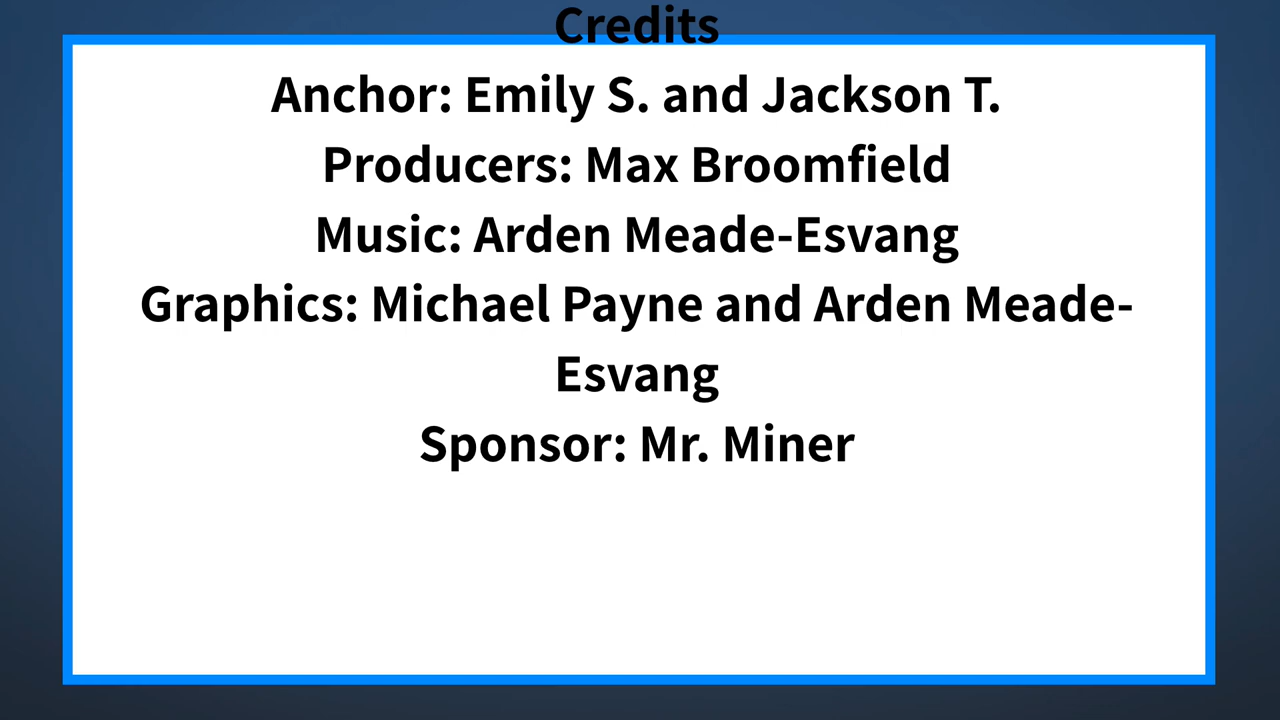 Credits
Anchor: Emily S. and Jackson T.
Producers: Max Broomfield
Music: Arden Meade-Esvang
Graphics: Michael Payne and Arden Meade-
Esvang
Sponsor: Mr. Miner